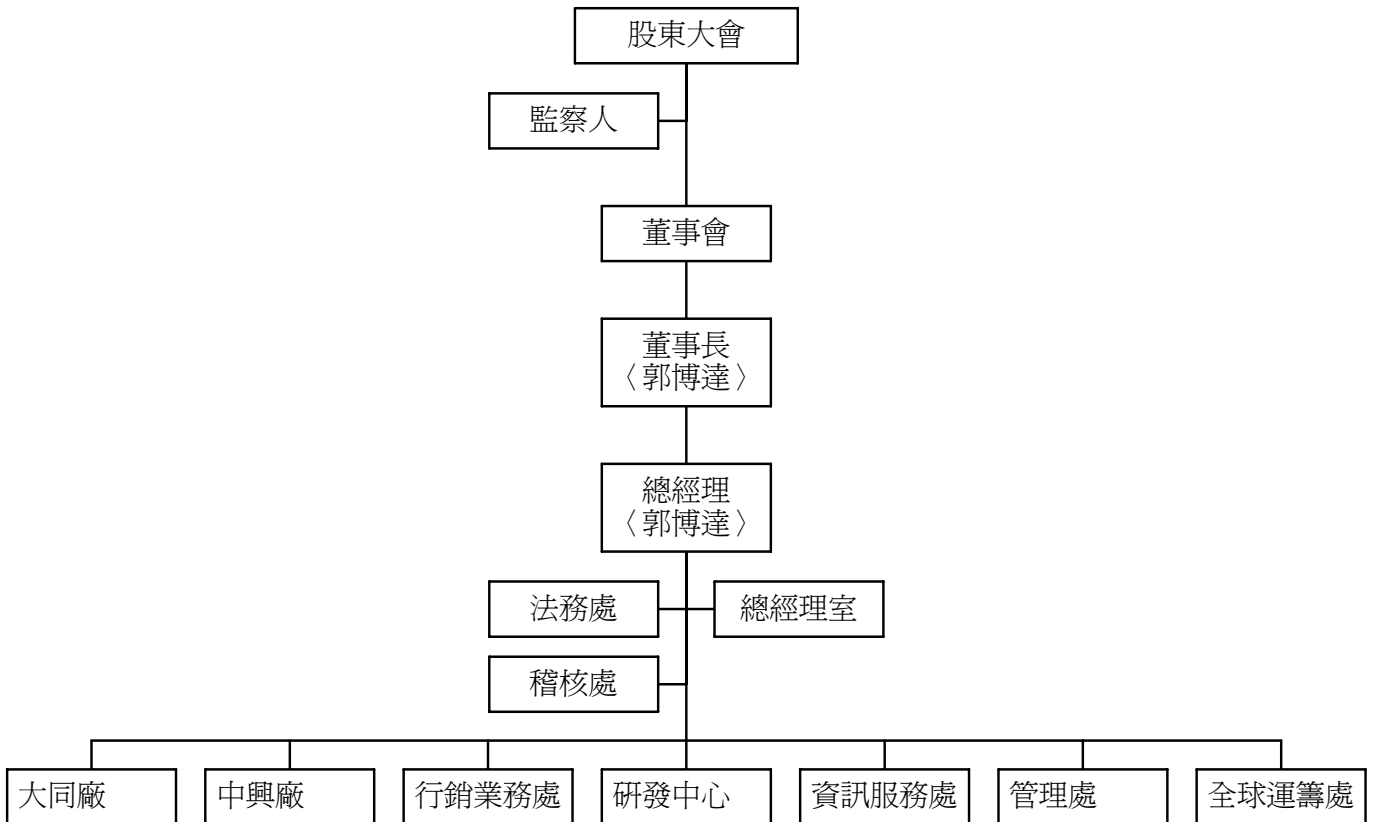 股東大會
監察人
董事會
董事長
〈郭博達〉
總經理
〈郭博達〉
法務處
總經理室
稽核處
大同廠
中興廠
行銷業務處
研發中心
資訊服務處
管理處
全球運籌處